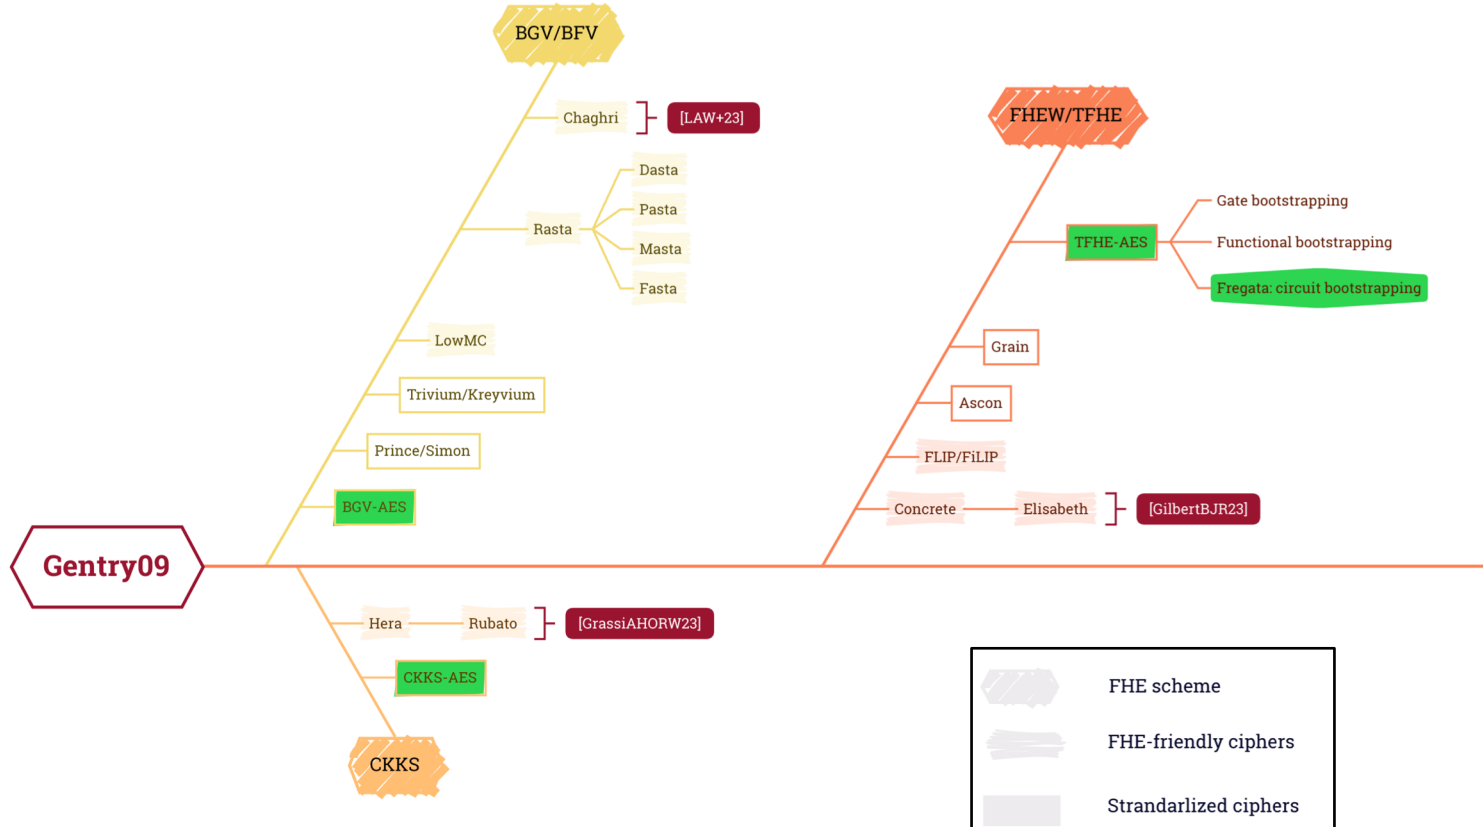 BGV/BFV
Chaghri
[LAW+23]
Dasta
Pasta
Rasta
Masta
Fasta
LowMC
Trivium/Kreyvium
Prince/Simon
BGV-AES
FHEW/TFHE
Gate bootstrapping
TFHE-AES
Functional bootstrapping
Fregata: circuit bootstrapping
Grain
Ascon
FLIP/FiLIP
Concrete
Elisabeth
[GilbertBJR23]
Gentry09
Hera
Rubato
[GrassiAHORW23]
CKKS-AES
CKKS
FHE scheme
FHE-friendly ciphers
Strandarlized ciphers